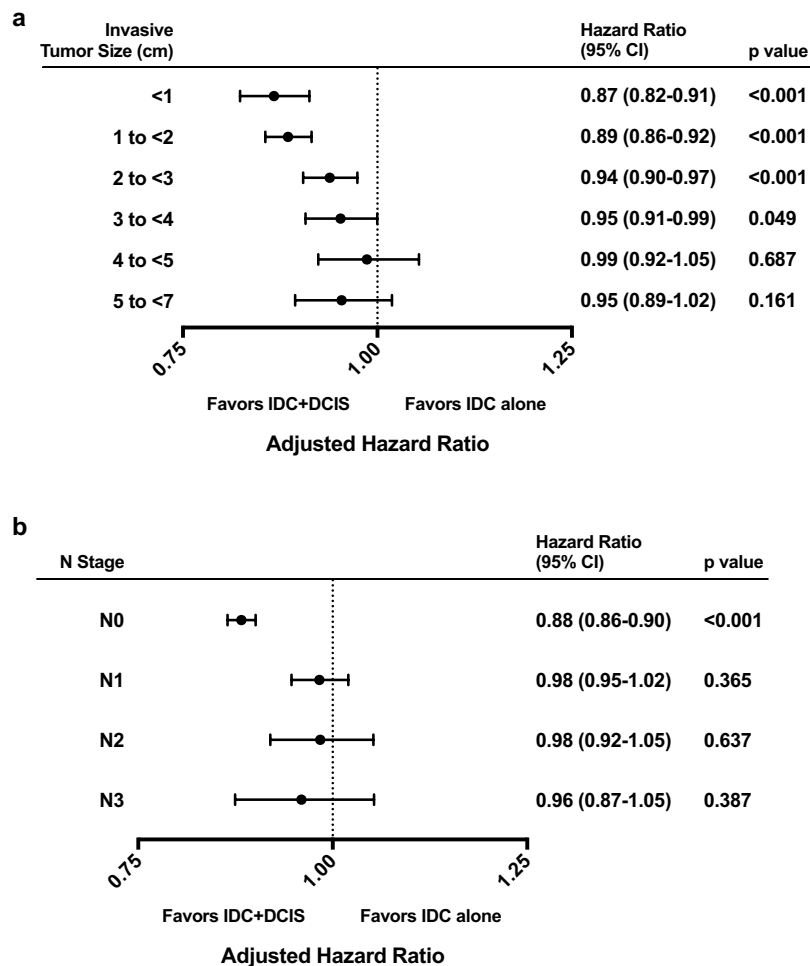 a
Invasive
Tumor Size (cm)
Hazard Ratio
(95% CI)
p value
<1 0.87 (0.82-0.91) <0.001
1 to <2 0.89 (0.86-0.92) <0.001
2 to <3 0.94 (0.90-0.97) <0.001
3 to <4 0.95 (0.91-0.99) 0.049
4 to <5 0.99 (0.92-1.05) 0.687
5 to <7 0.95 (0.89-1.02) 0.161
0.75 1.00 1.25
Favors IDC+DCIS Favors IDC alone
Adjusted Hazard Ratio
b
N Stage
Hazard Ratio
(95% CI)
p value
N0 0.88 (0.86-0.90) <0.001
N1 0.98 (0.95-1.02) 0.365
N2 0.98 (0.92-1.05) 0.637
N3 0.96 (0.87-1.05) 0.387
0.75 1.00 1.25
Favors IDC+DCIS Favors IDC alone
Adjusted Hazard Ratio